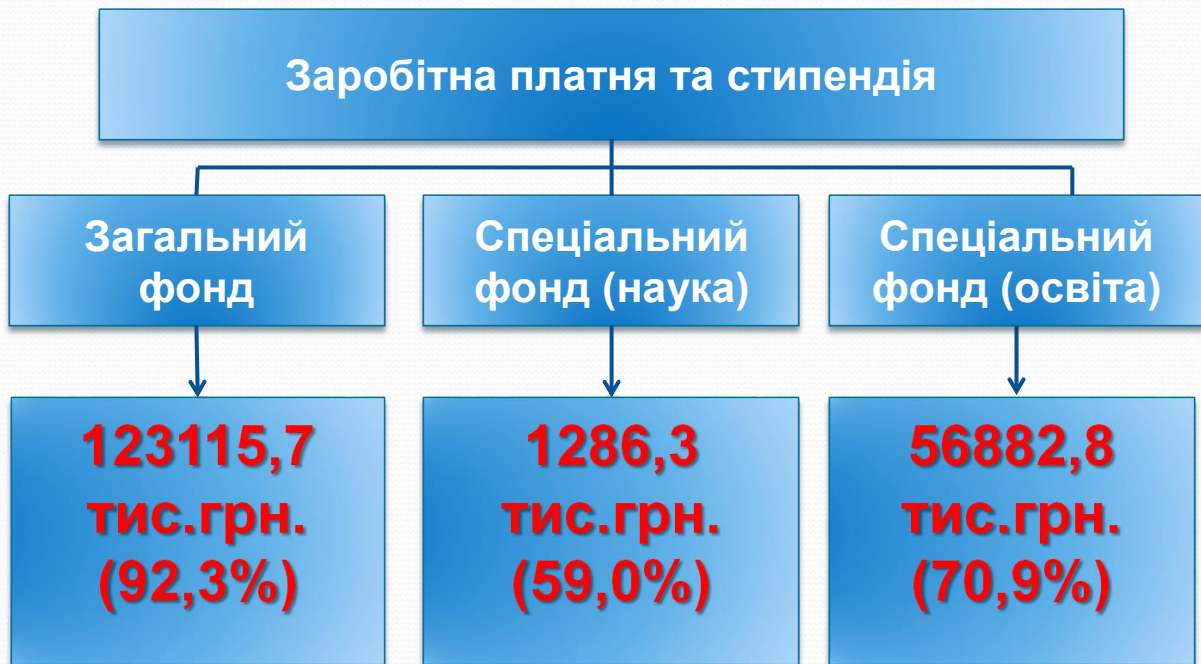 Заробітна платня та стипендія
Загальний
фонд
Спеціальний
фонд (наука)
Спеціальний
фонд (освіта)
123115,7
тис.грн.
(92,3%)
1286,3
тис.грн.
(59,0%)
56882,8
тис.грн.
(70,9%)